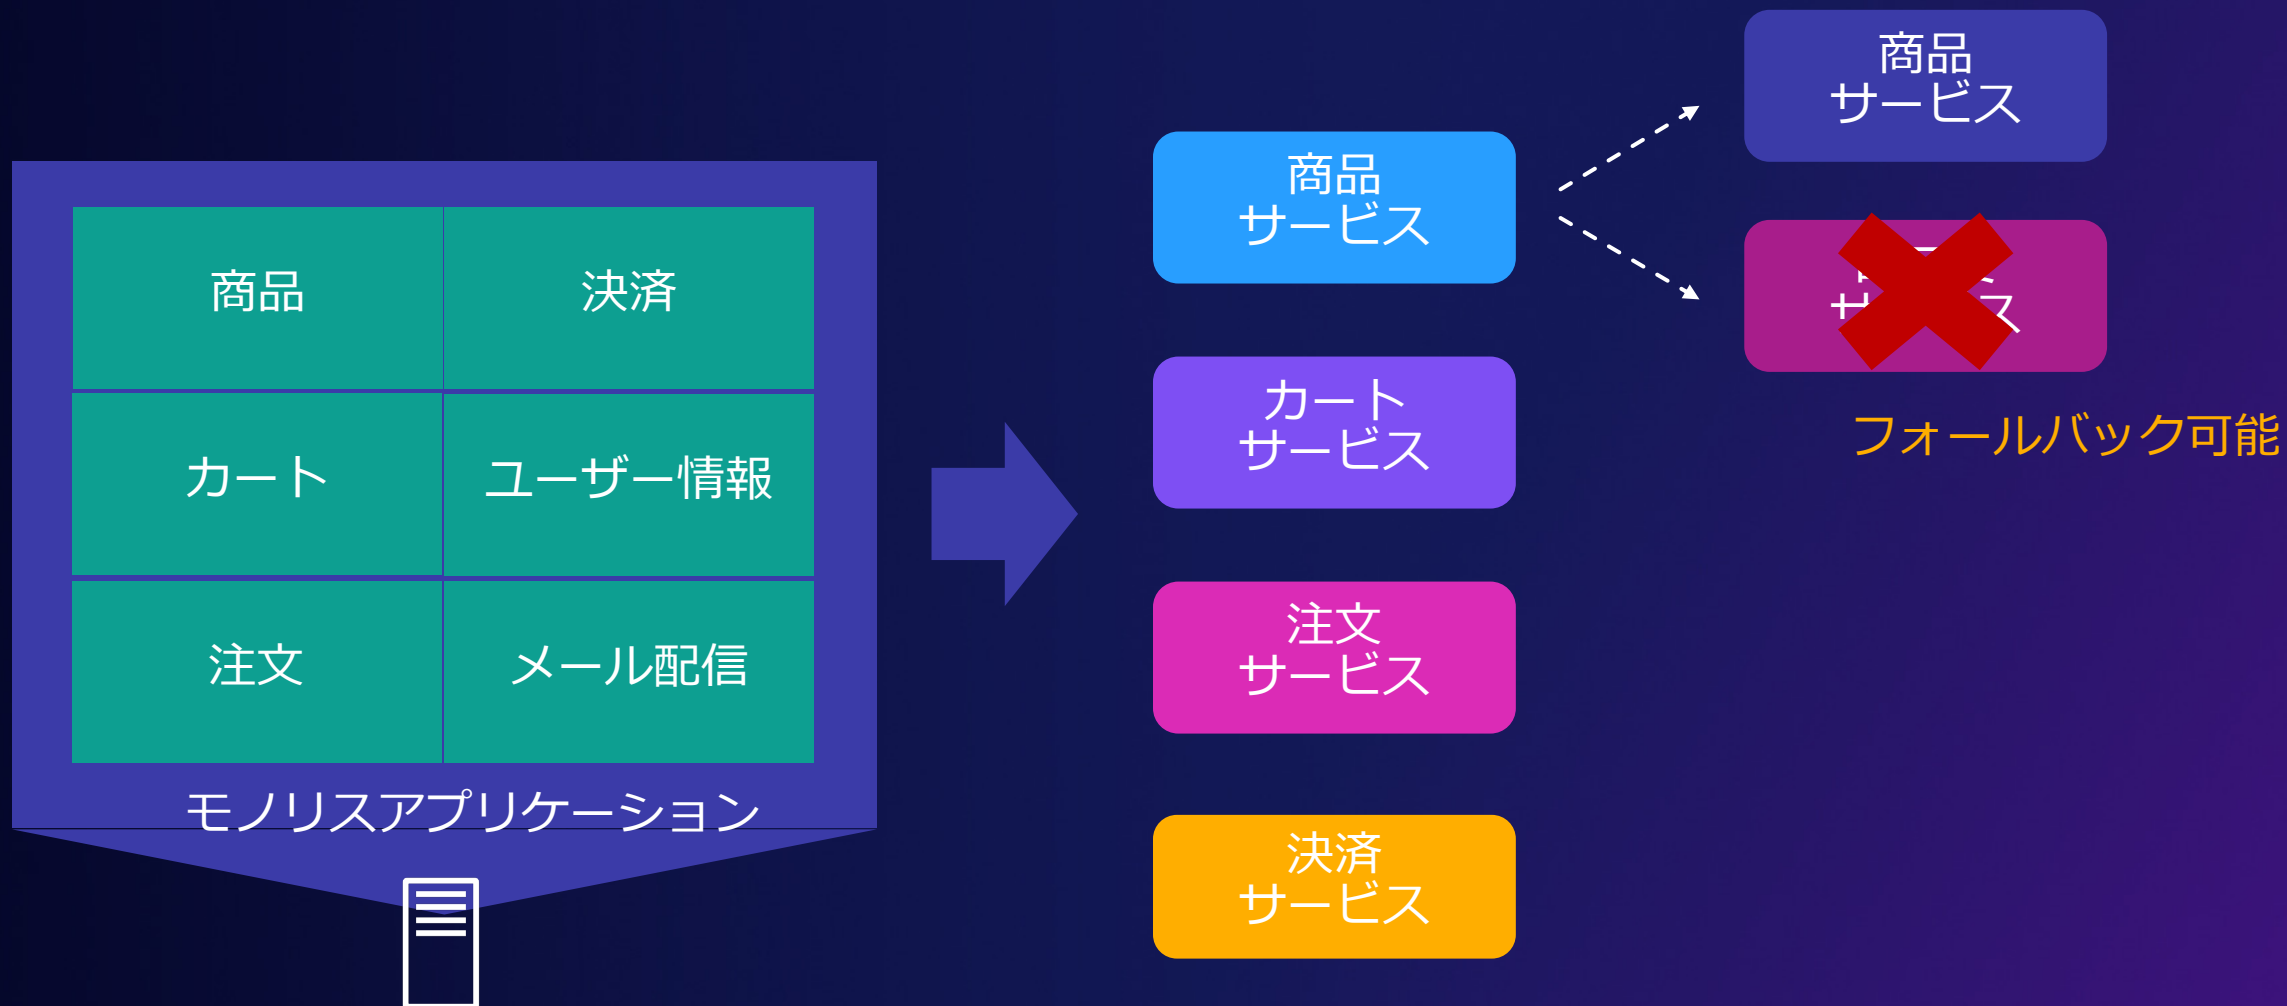 商品
決済
カート
ユーザー情報
注文
メール配信
モノリスアプリケーション
商品
サービス
カート
サービス
注文
サービス
決済
サービス
商品
サービス
フォールバック可能